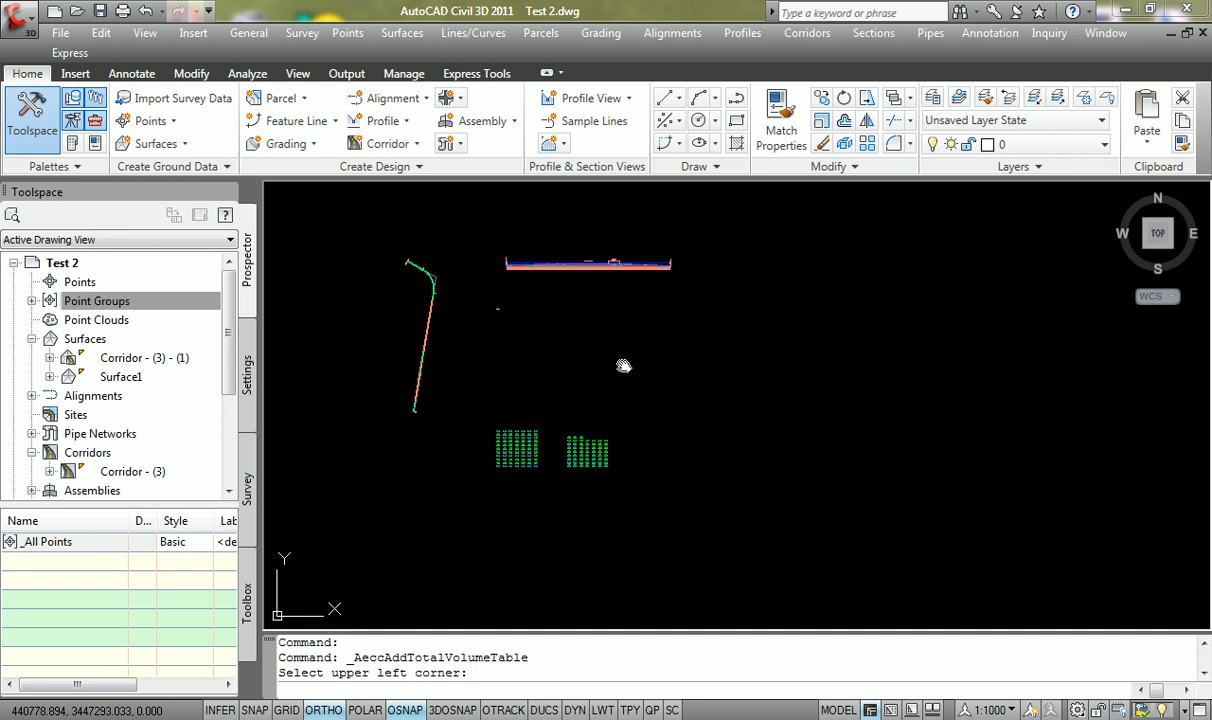 AutoCAD Civil 3D 2011 Test 2.dwg
Type a keyword or phrase
3D
File Edit View Insert General Survey Points Surfaces Lines/Curves Parcels Grading Alignments Profiles Corridors Sections Pipes Annotation Inquiry Window
Express
Home Insert Annotate Modify Analyze View Output Manage Express Tools
Toolspace
Import Survey Data
Points
Surfaces
Parcel
Feature Line
Grading
Alignment
Profile
Corridor
Assembly
Profile View
Sample Lines
Match
Properties
Unsaved Layer State
0
Paste
Palettes Create Ground Data Create Design Profile & Section Views Draw Modify Layers Clipboard
Toolspace
Active Drawing View
Test 2
Points
Point Groups
Point Clouds
Surfaces
Corridor - (3) - (1)
Surface1
Alignments
Sites
Pipe Networks
Corridors
Corridor - (3)
Assemblies
Prospector
Settings
Survey
Toolbox
Name D... Style Lab
_All Points Basic <de
N
W TOP E
S
WCS
Y
X
Command:
Command: _AeccAddTotalVolumeTable
Select upper left corner:
440778.894, 3447293.033, 0.000 INFER SNAP GRID ORTHO POLAR OSNAP 3DOSNAP OTRACK DUCS DYN LWT TPY QP SC MODEL 1:1000